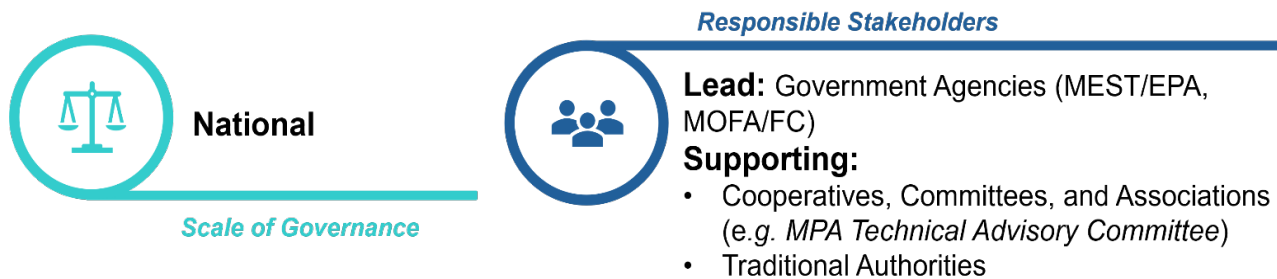 National
Scale of Governance
Responsible Stakeholders
Lead: Government Agencies (MEST/EPA,
MOFA/FC)
Supporting:
• Cooperatives, Committees, and Associations
(e.g. MPA Technical Advisory Committee)
• Traditional Authorities